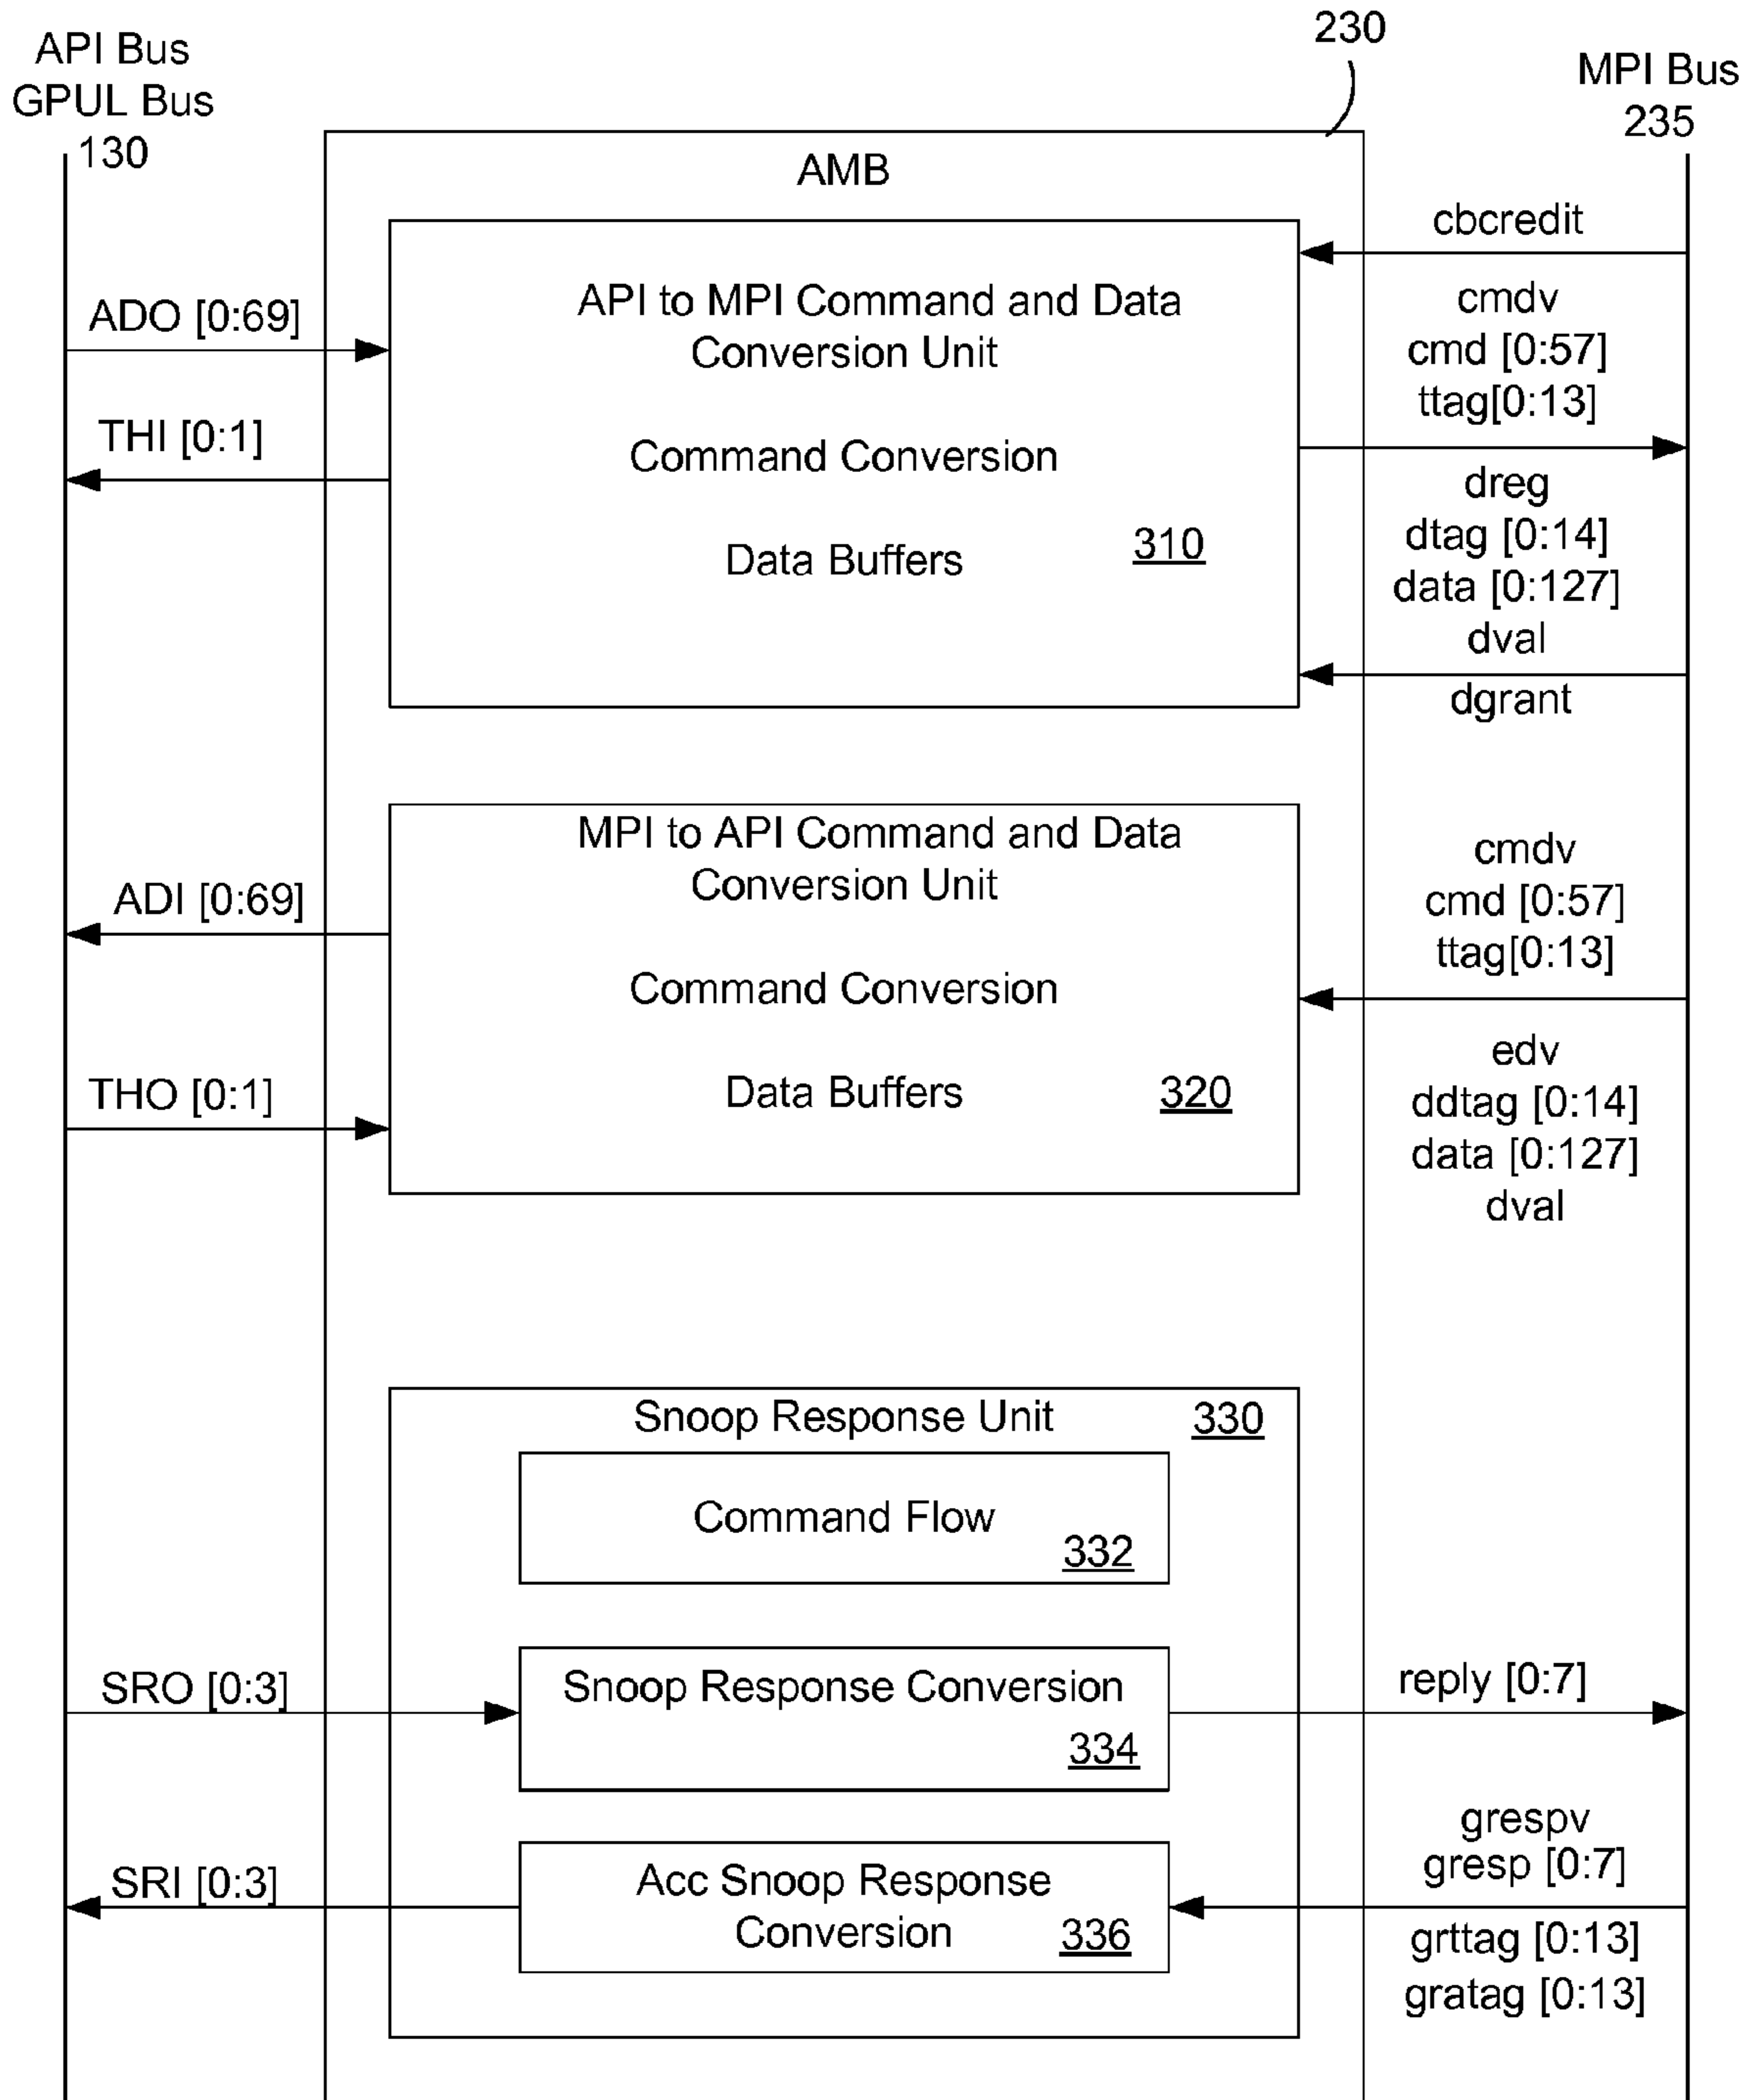 230
API Bus
GPUL Bus
130
MPI Bus
235
AMB
cbcredit
ADO [0:69]
API to MPI Command and Data
Conversion Unit
cmdv
cmd [0:57]
ttag[0:13]
THI [0:1]
Command Conversion
Data Buffers 310
dreg
dtag [0:14]
data [0:127]
dval
dgrant
MPI to API Command and Data
Conversion Unit
ADI [0:69]
cmdv
cmd [0:57]
ttag[0:13]
Command Conversion
THO [0:1]
Data Buffers 320
edv
ddtag [0:14]
data [0:127]
dval
Snoop Response Unit 330
Command Flow
332
SRO [0:3]
Snoop Response Conversion
334
reply [0:7]
SRI [0:3]
Acc Snoop Response
Conversion 336
grespv
gresp [0:7]
grttag [0:13]
gratag [0:13]